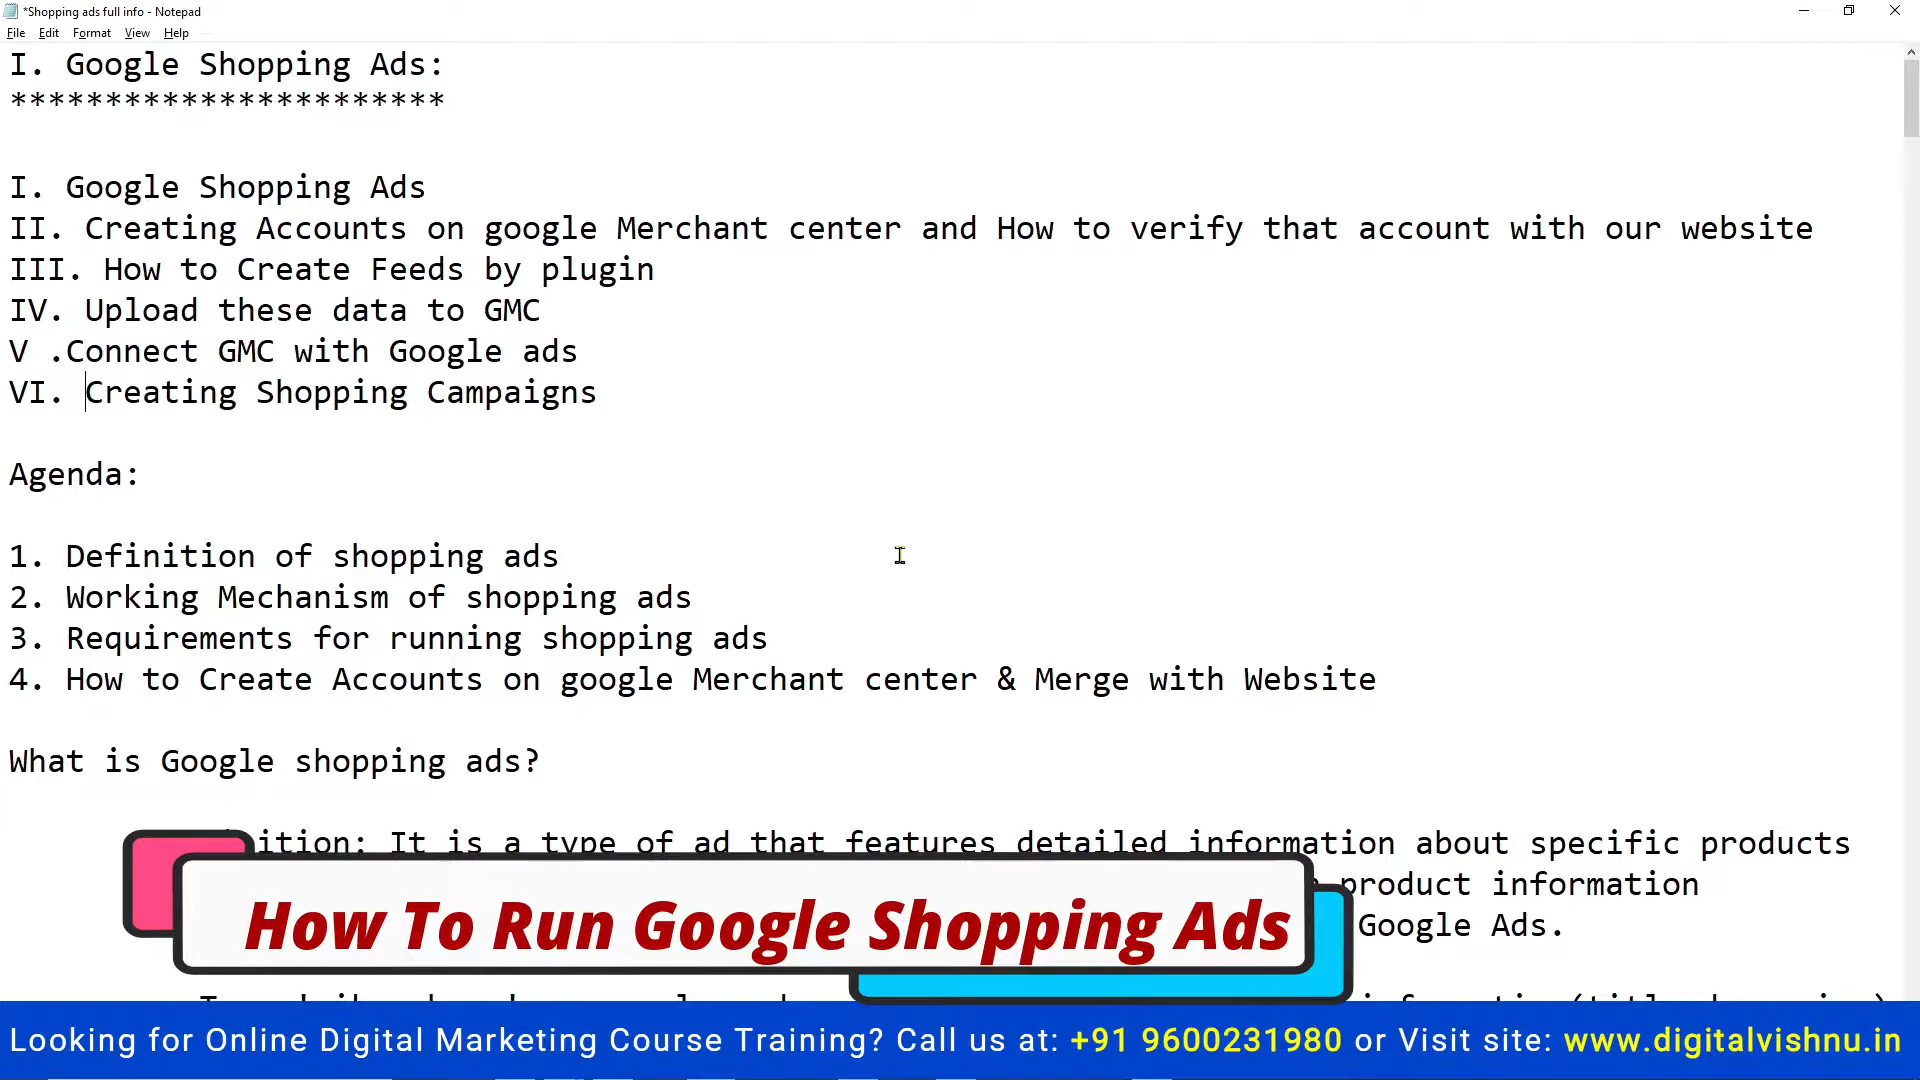 *Shopping ads full info - Notepad
File Edit Format View Help
I. Google Shopping Ads:
***********************
I. Google Shopping Ads
II. Creating Accounts on google Merchant center and How to verify that account with our website
III. How to Create Feeds by plugin
IV. Upload these data to GMC
V .Connect GMC with Google ads
VI. Creating Shopping Campaigns
Agenda:
1. Definition of shopping ads
2. Working Mechanism of shopping ads
3. Requirements for running shopping ads
4. How to Create Accounts on google Merchant center & Merge with Website
What is Google shopping ads?
ition: It is a type of ad that features detailed information about specific products
product information
Google Ads.
How To Run Google Shopping Ads
Looking for Online Digital Marketing Course Training? Call us at: +91 9600231980 or Visit site: www.digitalvishnu.in